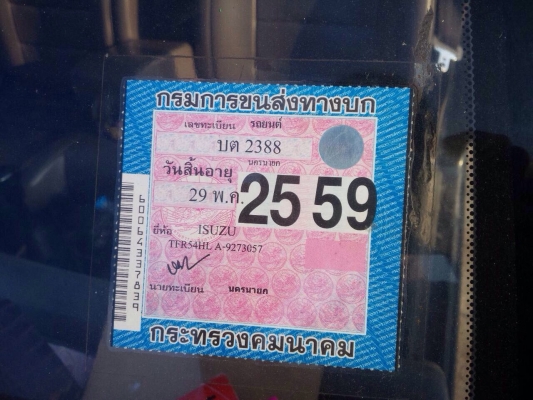 กรมการขนส่งทางบก
เลขทะเบียน รถยนต์
บต 2388
นครนายก
วันสิ้นอายุ
29 พ.ค. 2559
ยี่ห้อ ISUZU
TFR54HL A-9273057
นายทะเบียน นครนายก
กระทรวงคมนาคม
600643337839